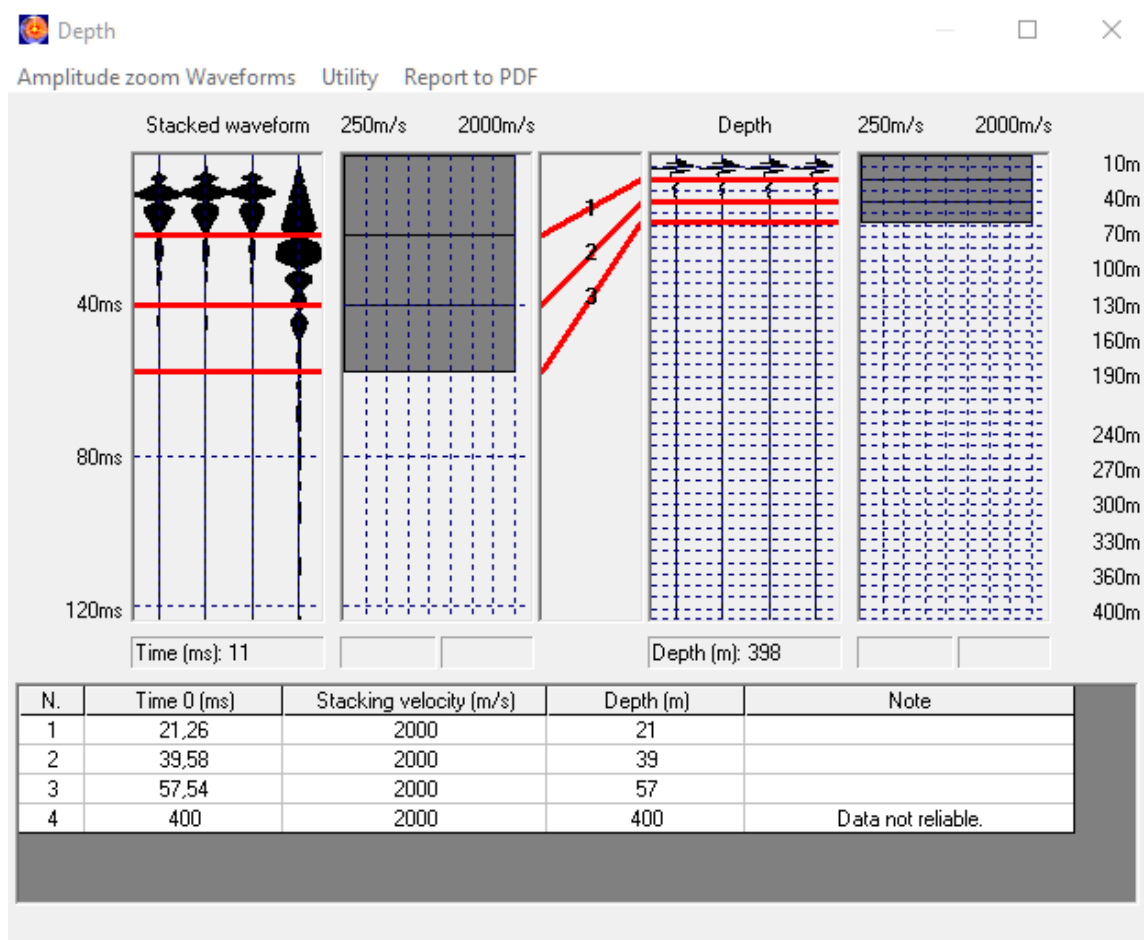 Depth
Amplitude zoom Waveforms Utility Report to PDF
Stacked waveform 250m/s 2000m/s Depth 250m/s 2000m/s
10m
40m
70m
100m
130m
160m
190m
240m
270m
300m
330m
360m
400m
40ms
80ms
120ms
1
2
3
Time (ms): 11 Depth (m): 398
N. Time 0 (ms) Stacking velocity (m/s) Depth (m) Note
1 21,26 2000 21
2 39,58 2000 39
3 57,54 2000 57
4 400 2000 400 Data not reliable.